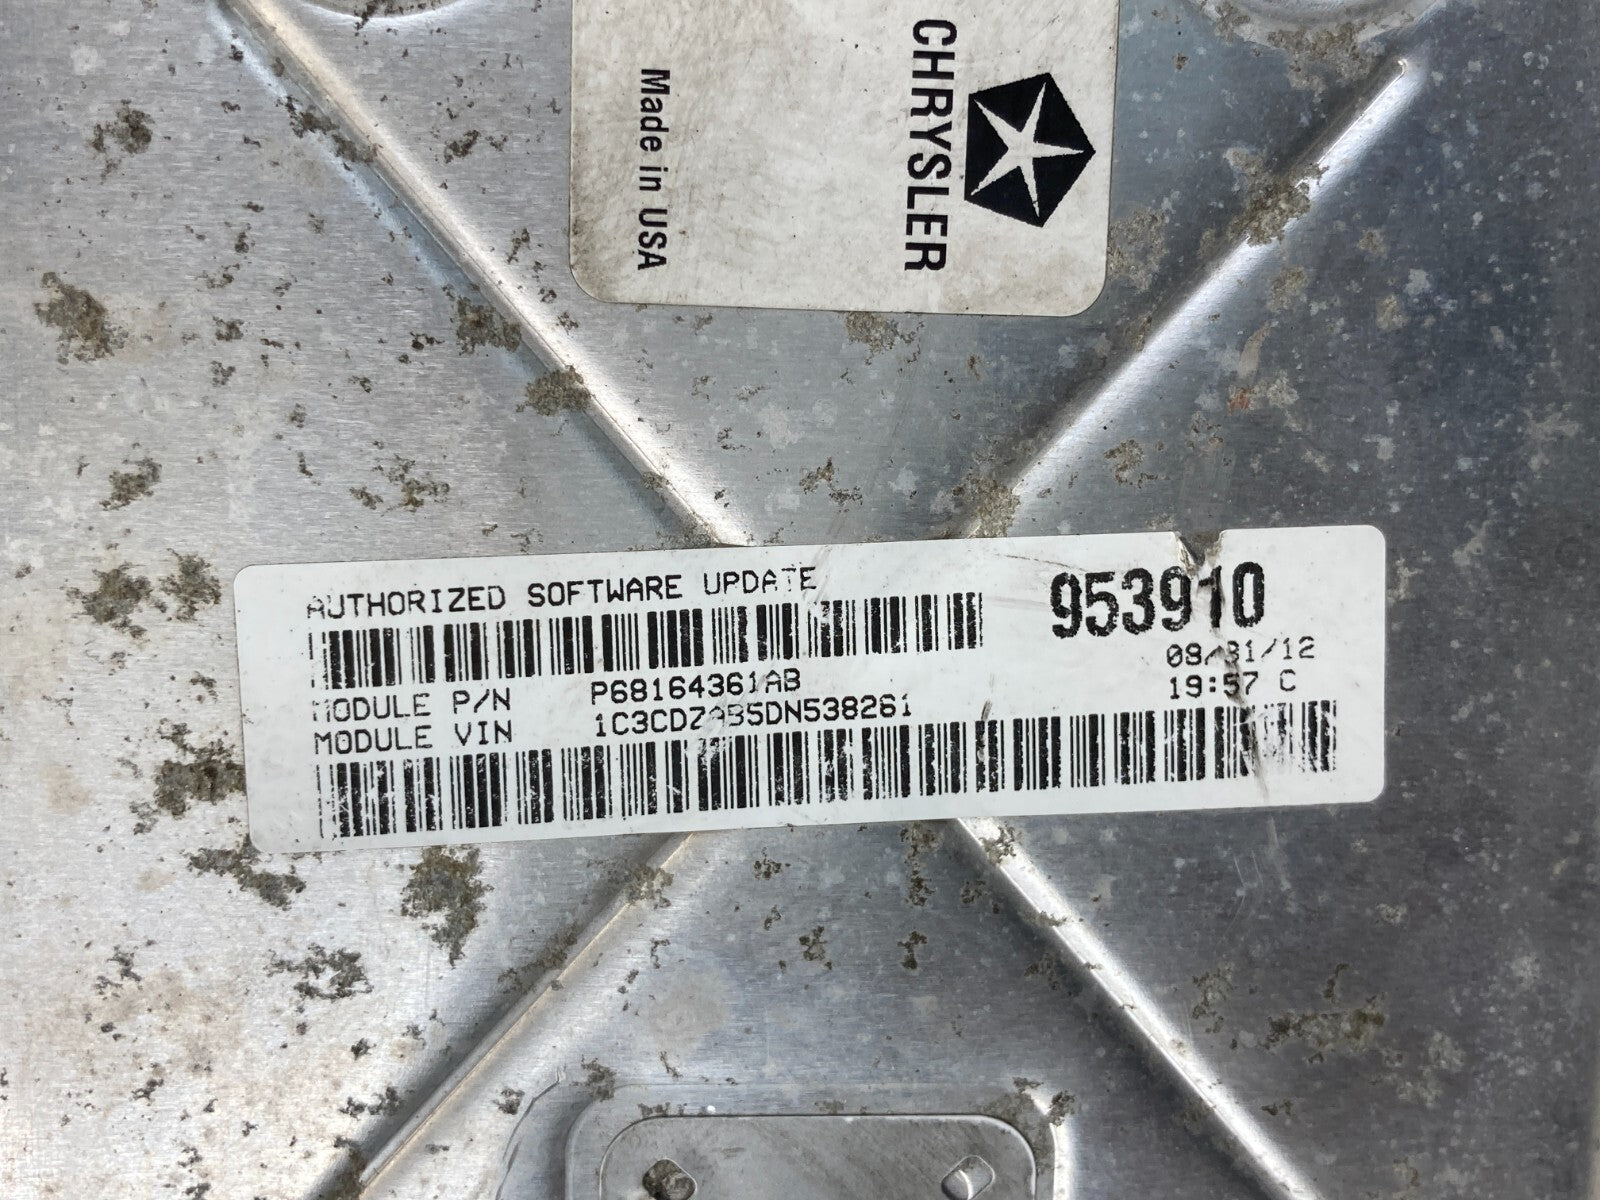 CHRYSLER
Made in USA
AUTHORIZED SOFTWARE UPDATE
953910
08/31/12
19:57 C
MODULE P/N P68164361AB
MODULE VIN 1C3CDZAB5DN538261